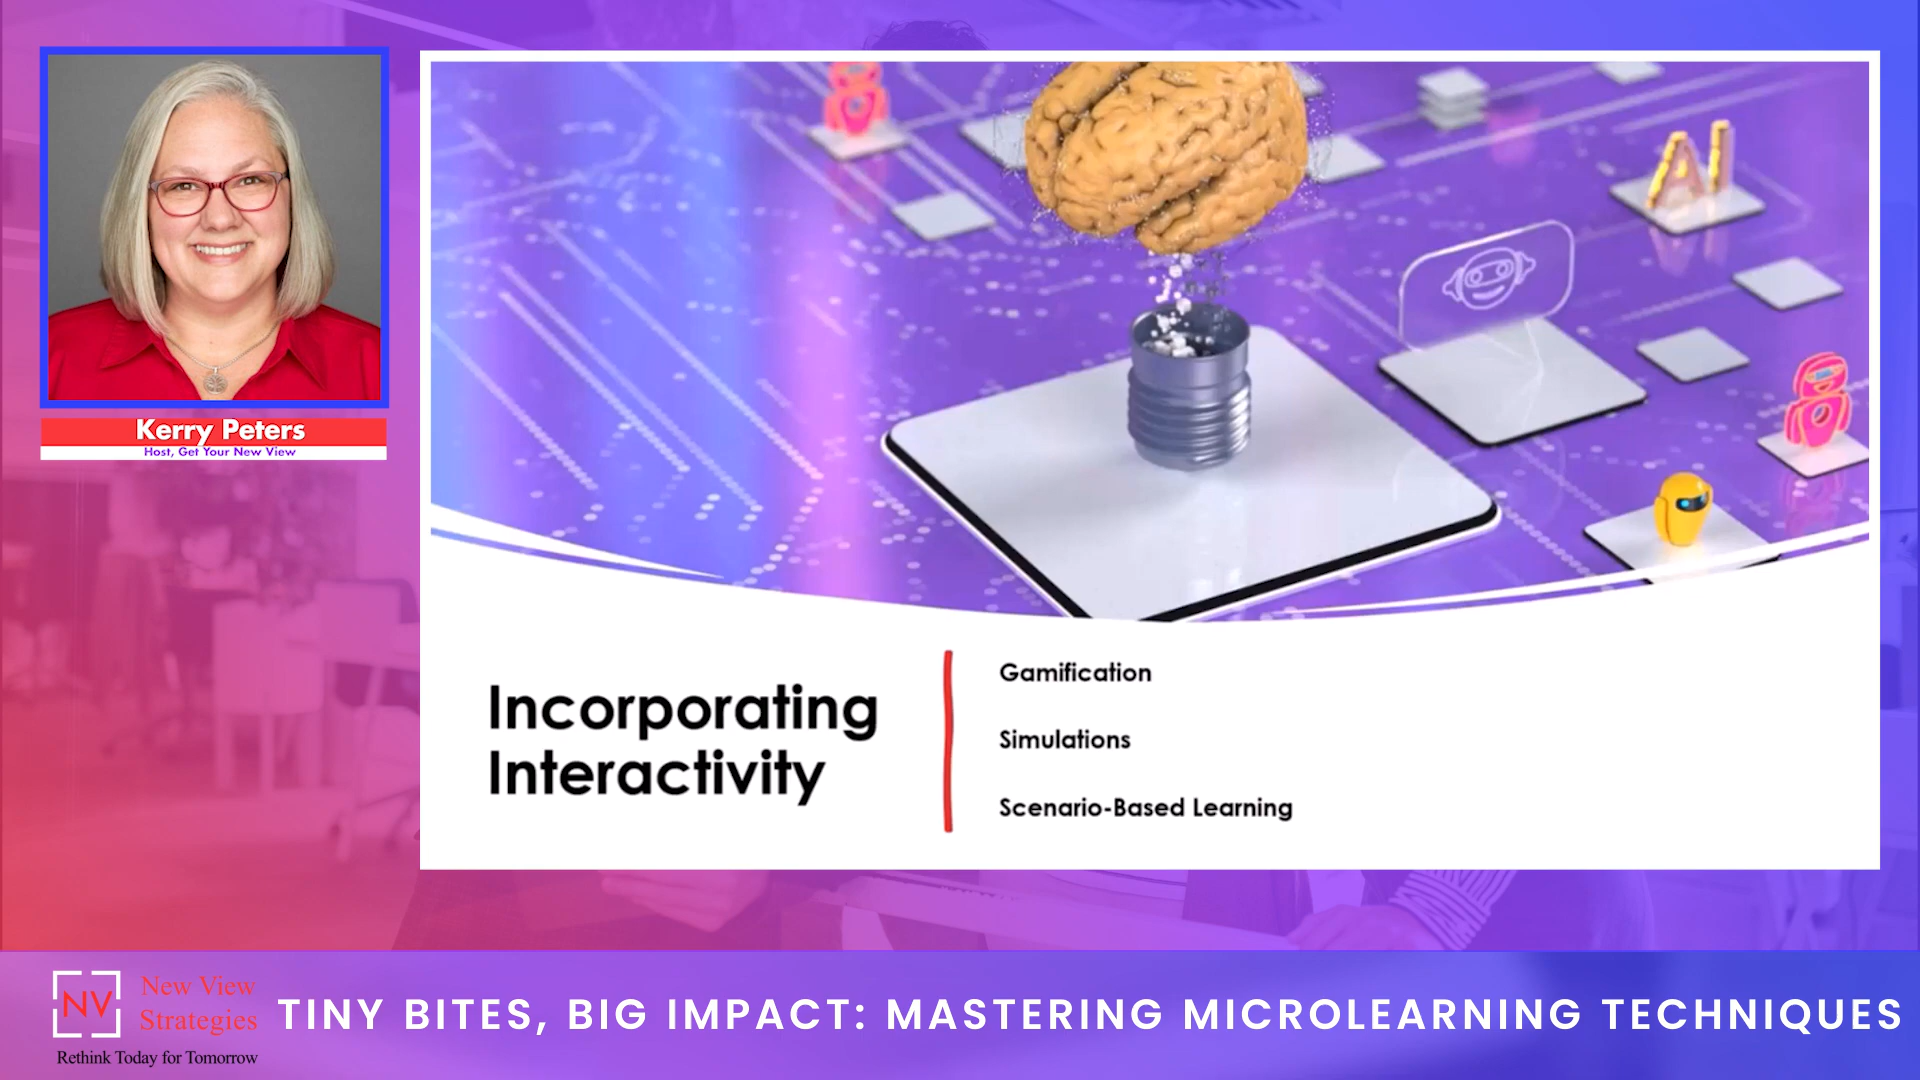 Kerry Peters
Host, Get Your New View
AI
Incorporating
Interactivity
Gamification
Simulations
Scenario-Based Learning
NV
New View
Strategies
Rethink Today for Tomorrow
TINY BITES, BIG IMPACT: MASTERING MICROLEARNING TECHNIQUES